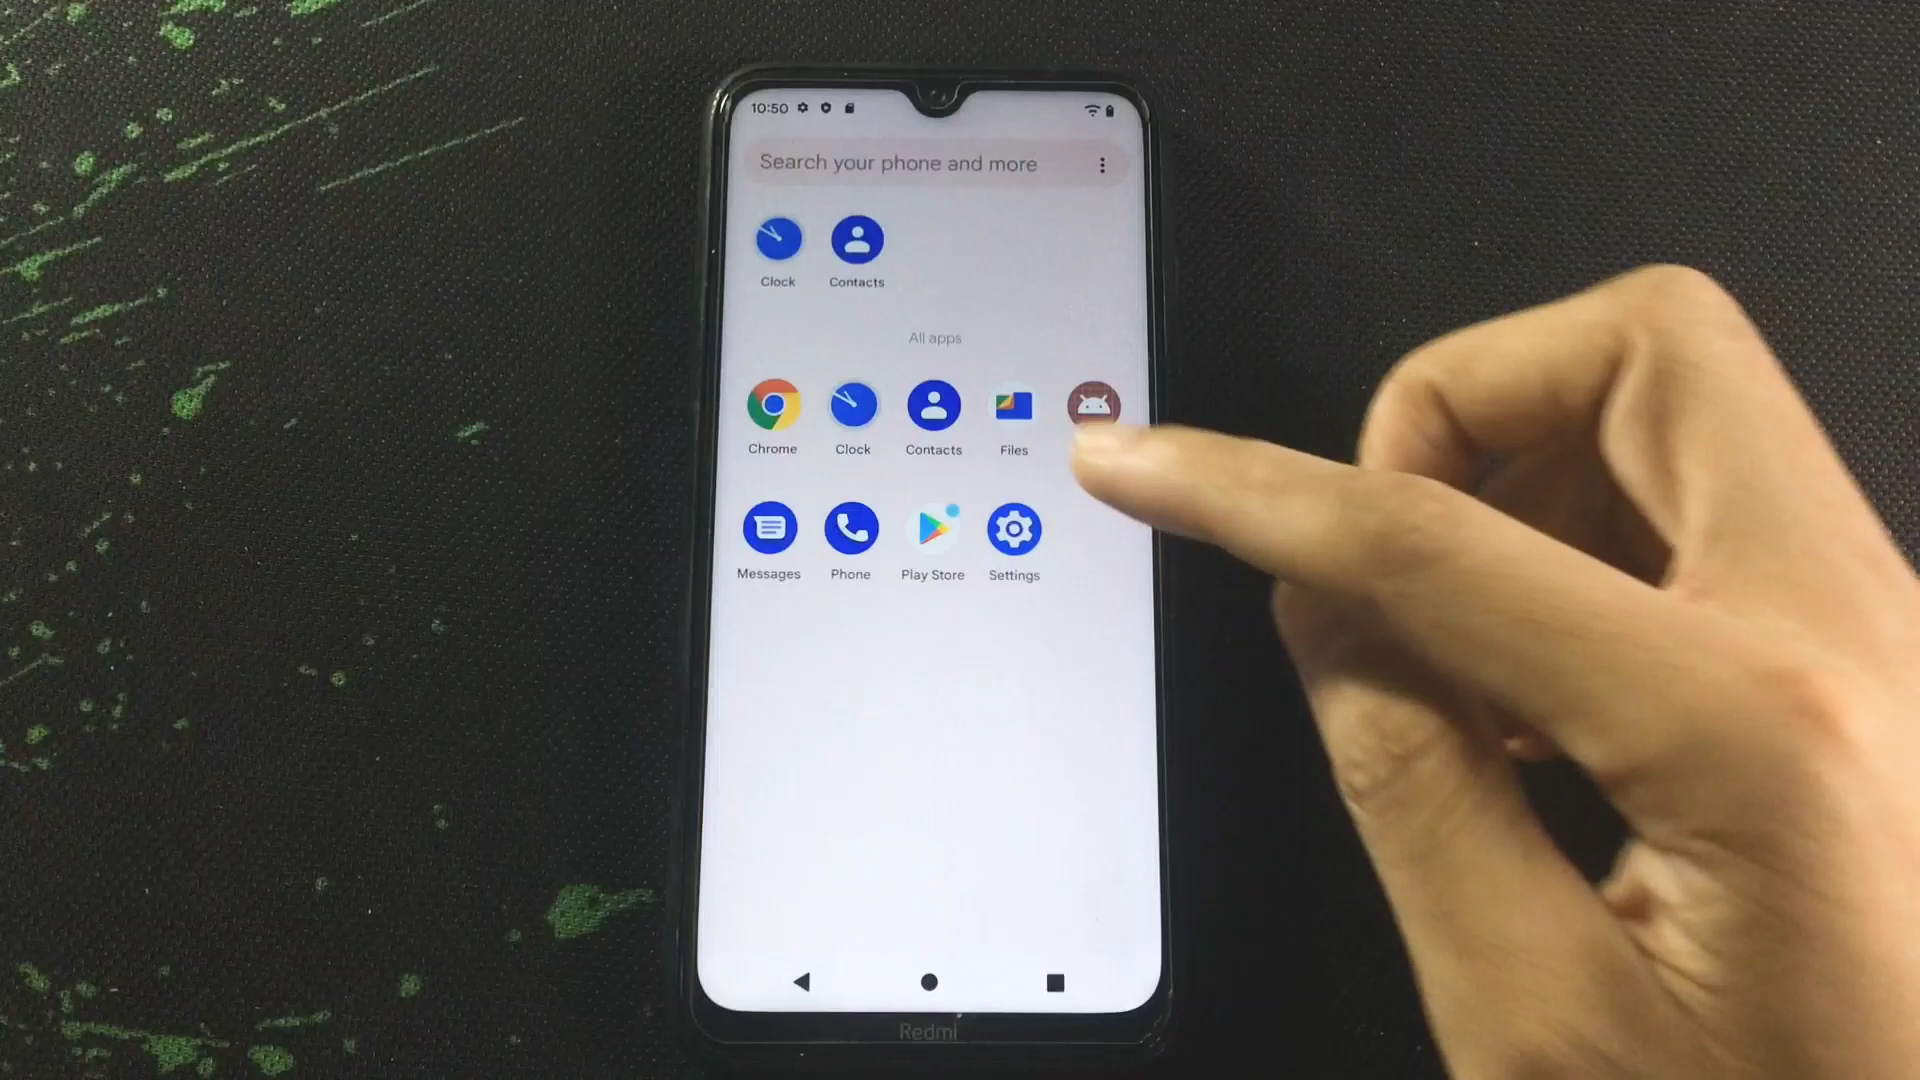 10:50
Search your phone and more
Clock Contacts
All apps
Chrome Clock Contacts Files
Messages Phone Play Store Settings
Redmi